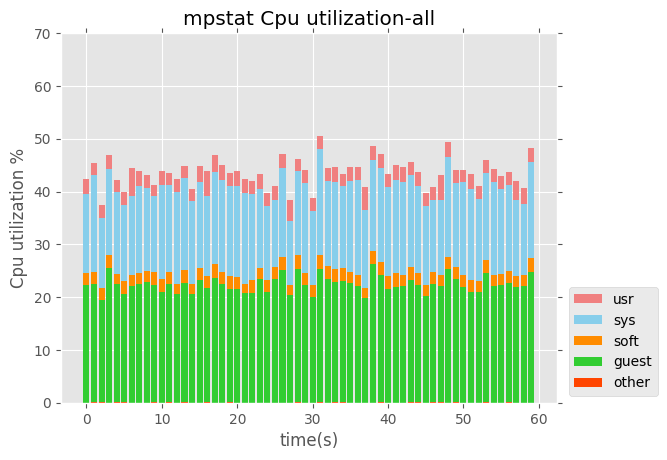 mpstat Cpu utilization-all
70
60
50
40
30
20
10
0
Cpu utilization %
0 10 20 30 40 50 60
time(s)
usr
sys
soft
guest
other